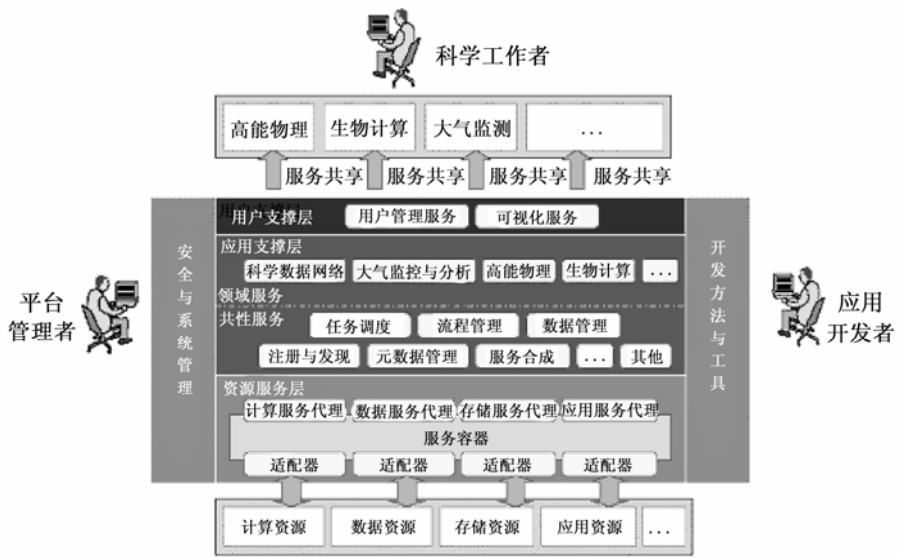 科学工作者
高能物理 生物计算 大气监测 ...
服务共享 服务共享 服务共享 服务共享
用户支撑层 用户管理服务 可视化服务
应用支撑层
科学数据网络 大气监控与分析 高能物理 生物计算 ...
领域服务
共性服务 任务调度 流程管理 数据管理
注册与发现 元数据管理 服务合成 ... 其他
资源服务层
计算服务代理 数据服务代理 存储服务代理 应用服务代理
服务容器
适配器 适配器 适配器 适配器
计算资源 数据资源 存储资源 应用资源 ...
安全与系统管理
开发方法与工具
平台
管理者
应用
开发者